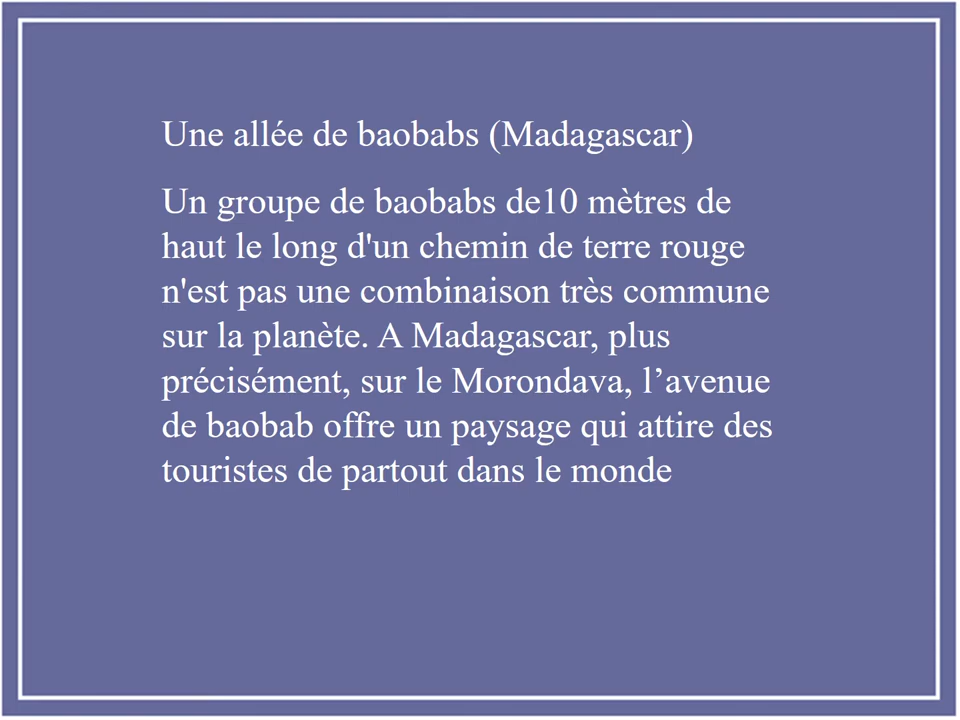 Une allée de baobabs (Madagascar)
Un groupe de baobabs de10 mètres de
haut le long d'un chemin de terre rouge
n'est pas une combinaison très commune
sur la planète. A Madagascar, plus
précisément, sur le Morondava, l’avenue
de baobab offre un paysage qui attire des
touristes de partout dans le monde